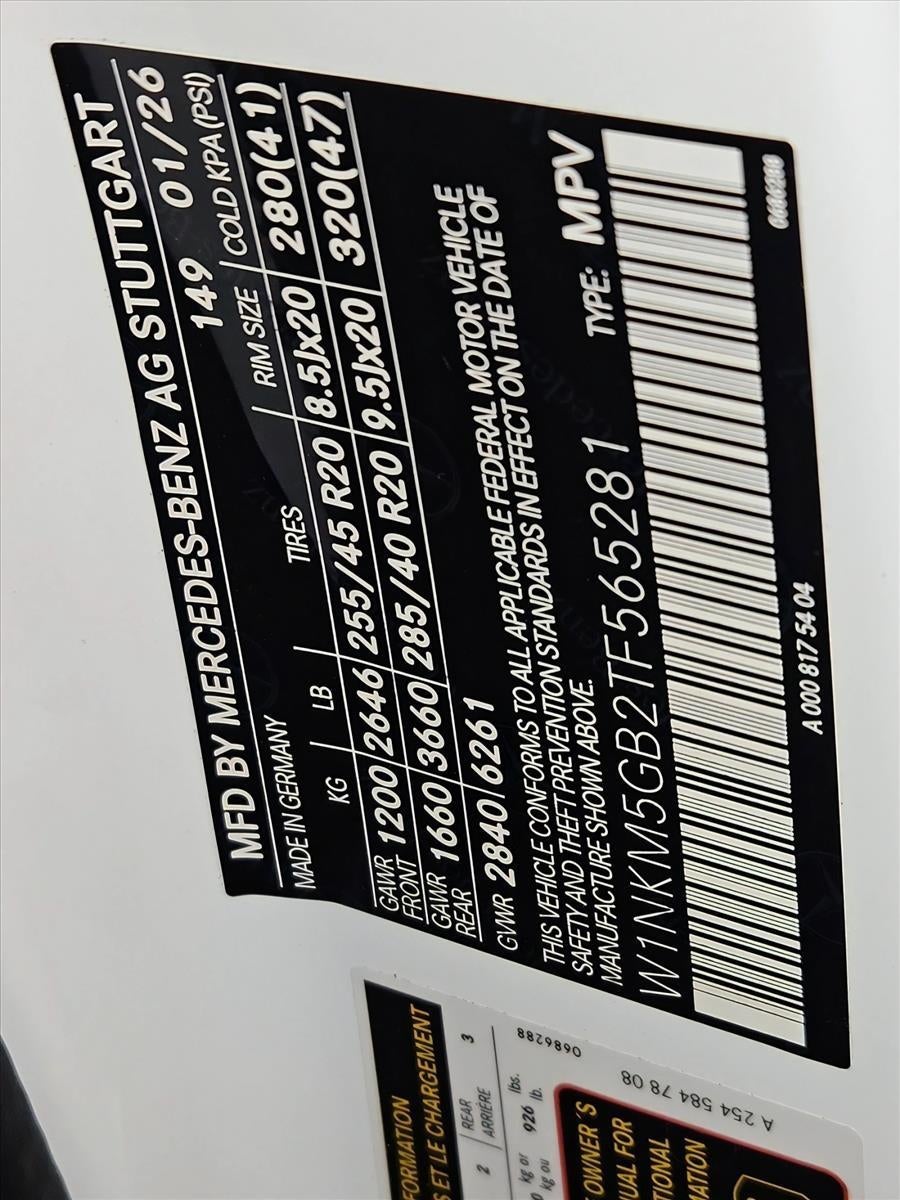 MFD BY MERCEDES-BENZ AG STUTTGART
MADE IN GERMANY 149 01/26
KG LB TIRES RIM SIZE COLD KPA (PSI)
GAWR FRONT 1200 2646 255/45 R20 8.5Jx20 280(41)
GAWR REAR 1660 3660 285/40 R20 9.5Jx20 320(47)
GVWR 2840 6261
THIS VEHICLE CONFORMS TO ALL APPLICABLE FEDERAL MOTOR VEHICLE
SAFETY AND THEFT PREVENTION STANDARDS IN EFFECT ON THE DATE OF
MANUFACTURE SHOWN ABOVE.
W1NKM5GB2TF565281 TYPE: MPV
A 000 817 54 04
FORMATION
S ET LE CHARGEMENT
2 REAR 3
ARRIÈRE
kg or lbs.
kg ou 926 lb.
0686288
OWNER'S
UAL FOR
IONAL
MATION
A 254 584 78 08